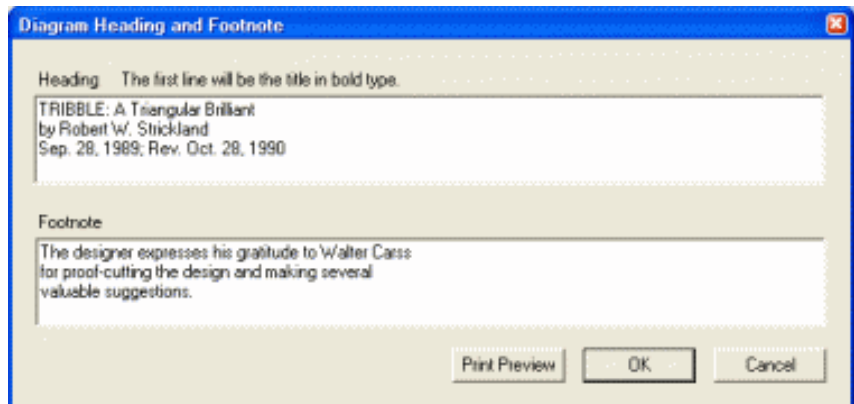 Diagram Heading and Footnote
Heading The first line will be the title in bold type.
TRIBBLE: A Triangular Brilliant
by Robert W. Strickland
Sep. 28, 1989; Rev. Oct. 28, 1990
Footnote
The designer expresses his gratitude to Walter Carss
for proof-cutting the design and making several
valuable suggestions.
Print Preview OK Cancel